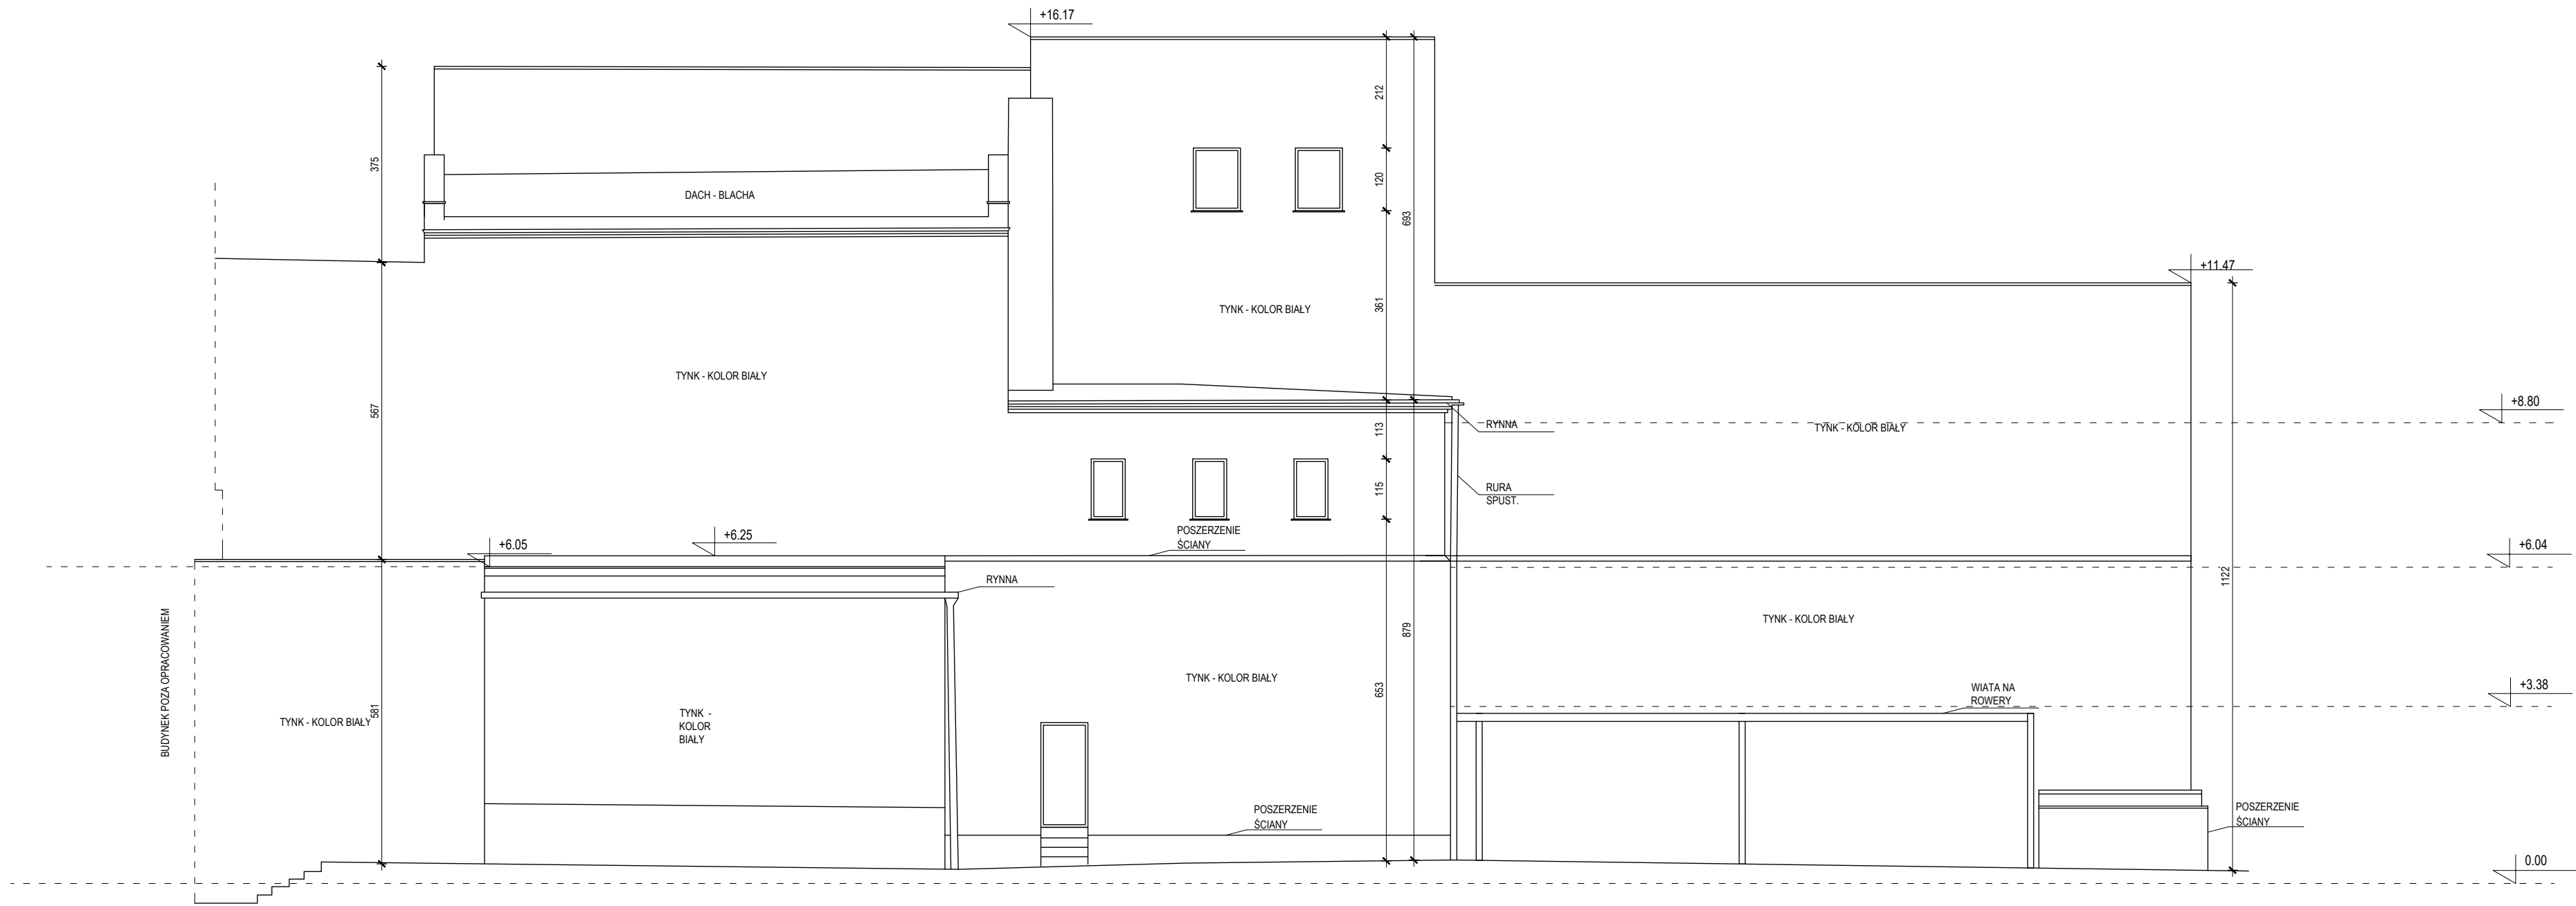 +16.17
212
375
120
DACH - BLACHA
693
+11.47
361
TYNK - KOLOR BIAŁY
TYNK - KOLOR BIAŁY
+8.80
567
113
RYNNA
TYNK - KOLOR BIAŁY
115
RURA
SPUST.
POSZERZENIE
ŚCIANY
+6.25
+6.05
+6.04
RYNNA
1122
TYNK - KOLOR BIAŁY
879
BUDYNEK POZA OPRACOWANIEM
TYNK - KOLOR BIAŁY
653
WIATA NA
ROWERY
+3.38
581
TYNK - KOLOR BIAŁY
TYNK -
KOLOR
BIAŁY
POSZERZENIE
ŚCIANY
POSZERZENIE
ŚCIANY
0.00